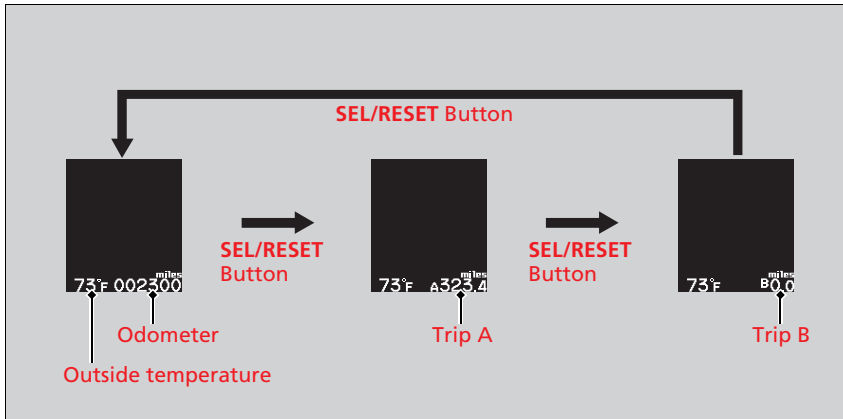 SEL/RESET Button
miles
73°F 002300
SEL/RESET
Button
miles
73°F A323.4
SEL/RESET
Button
miles
73°F B0.0
Odometer
Trip A
Trip B
Outside temperature